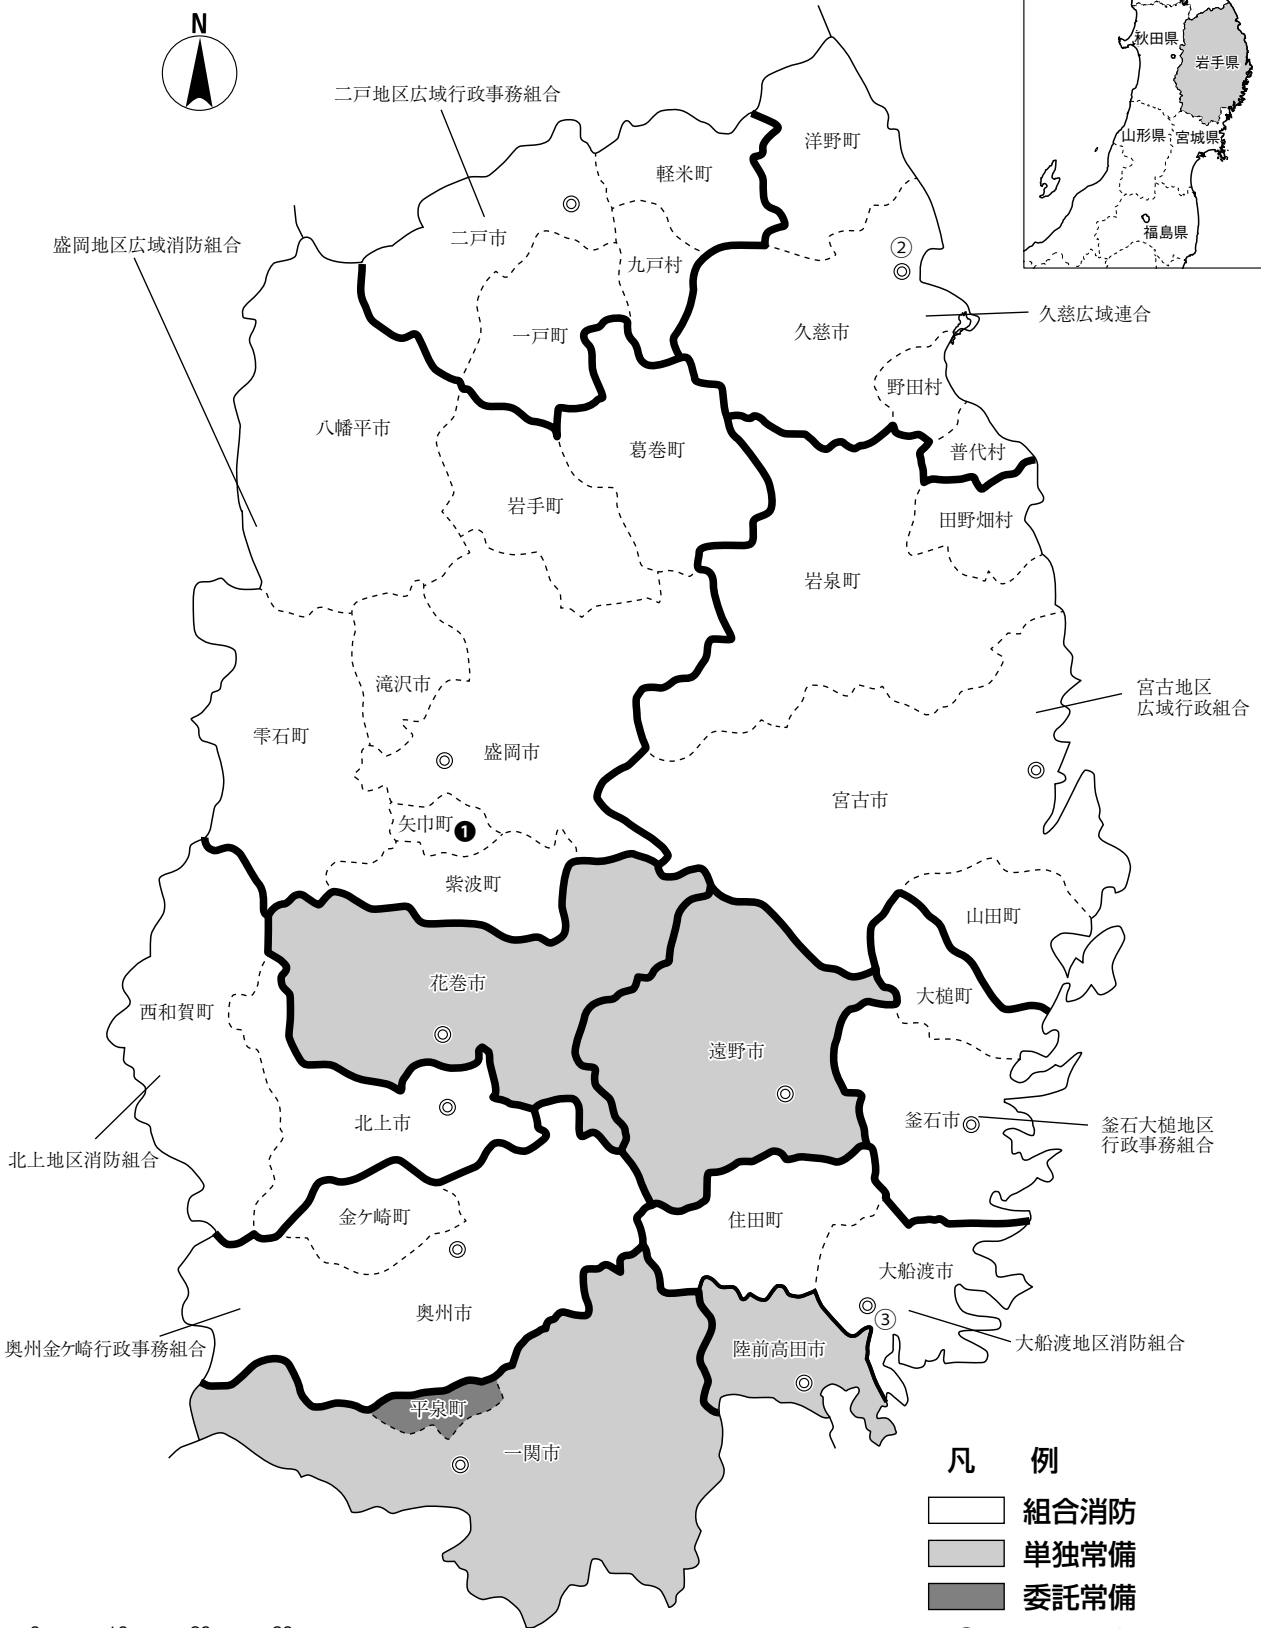 N
秋田県
岩手県
山形県
宮城県
福島県
二戸地区広域行政事務組合
洋野町
軽米町
盛岡地区広域消防組合
二戸市
九戸村
②
一戸町
久慈市
久慈広域連合
野田村
八幡平市
葛巻町
普代村
岩手町
田野畑村
岩泉町
滝沢市
宮古地区
広域行政組合
雫石町
盛岡市
宮古市
矢巾町
❶
紫波町
山田町
花巻市
大槌町
西和賀町
遠野市
北上市
釜石市
釜石大槌地区
行政事務組合
北上地区消防組合
金ケ崎町
住田町
大船渡市
奥州市
③
奥州金ケ崎行政事務組合
大船渡地区消防組合
陸前高田市
平泉町
一関市
凡 例
組合消防
単独常備
委託常備